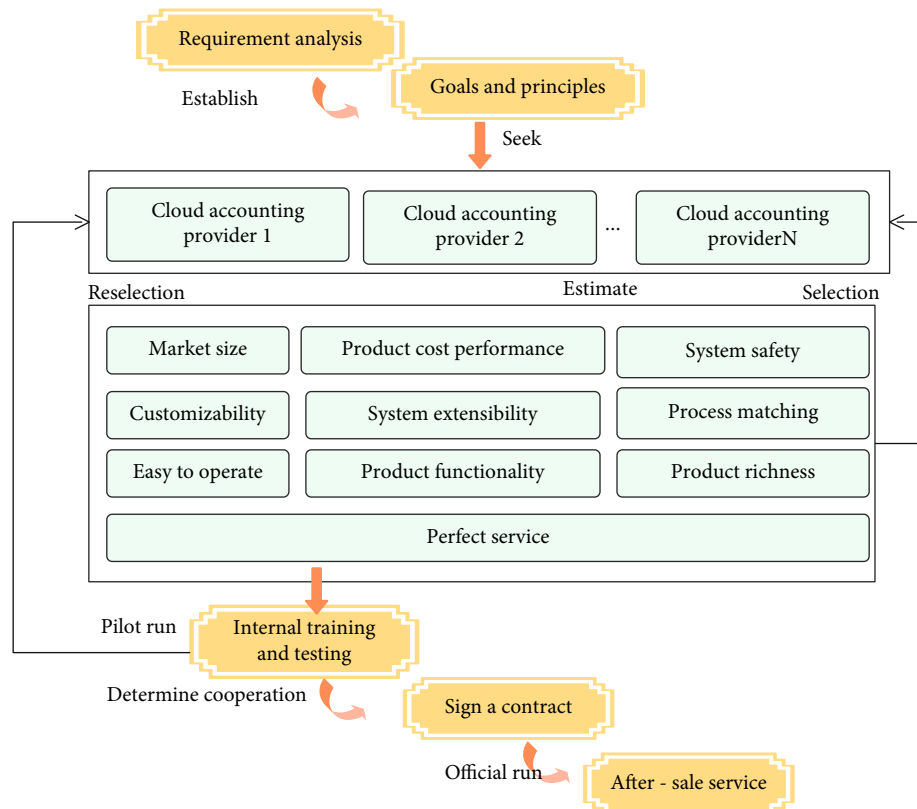 Requirement analysis
Establish
Goals and principles
Seek
Cloud accounting
provider 1
Cloud accounting
provider 2
...
Cloud accounting
providerN
Reselection
Estimate
Selection
Market size
Product cost performance
System safety
Customizability
System extensibility
Process matching
Easy to operate
Product functionality
Product richness
Perfect service
Pilot run
Internal training
and testing
Determine cooperation
Sign a contract
Official run
After - sale service